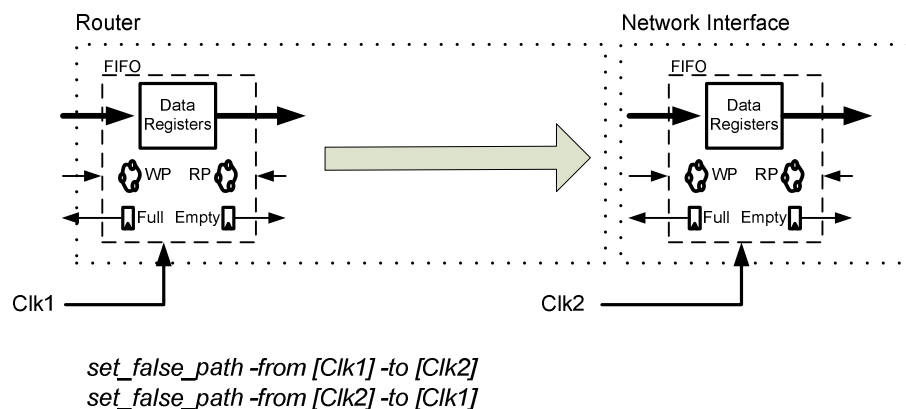 Router
Network Interface
FIFO
Data
Registers
WP
RP
Full
Empty
FIFO
Data
Registers
WP
RP
Full
Empty
Clk1
Clk2
set_false_path -from [Clk1] -to [Clk2]
set_false_path -from [Clk2] -to [Clk1]